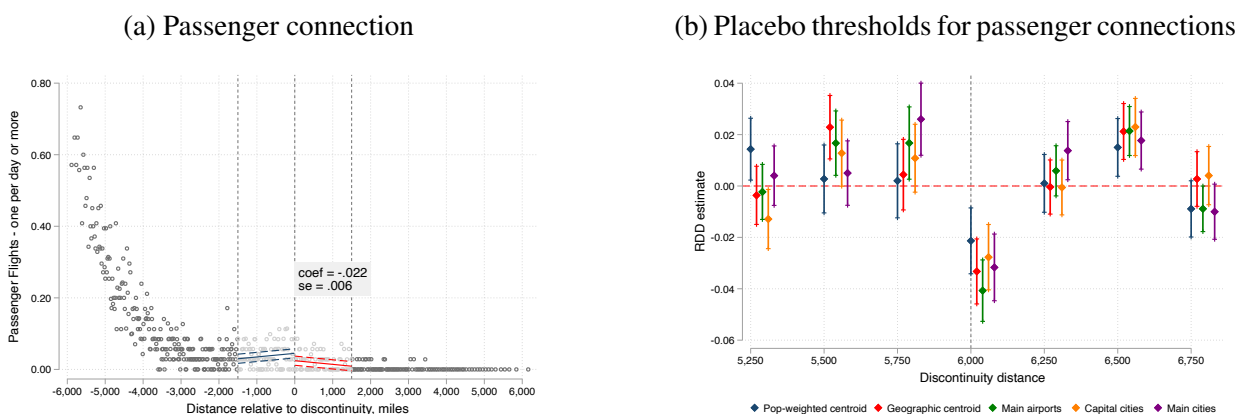 (a) Passenger connection
Passenger Flights - one per day or more
0.80
0.60
0.40
0.20
0.00
coef = -.022
se = .006
-6,000 -5,000 -4,000 -3,000 -2,000 -1,000 0 1,000 2,000 3,000 4,000 5,000 6,000
Distance relative to discontinuity, miles
(b) Placebo thresholds for passenger connections
RDD estimate
0.04
0.02
0.00
-0.02
-0.04
-0.06
5,250 5,500 5,750 6,000 6,250 6,500 6,750
Discontinuity distance
Pop-weighted centroid Geographic centroid Main airports Capital cities Main cities